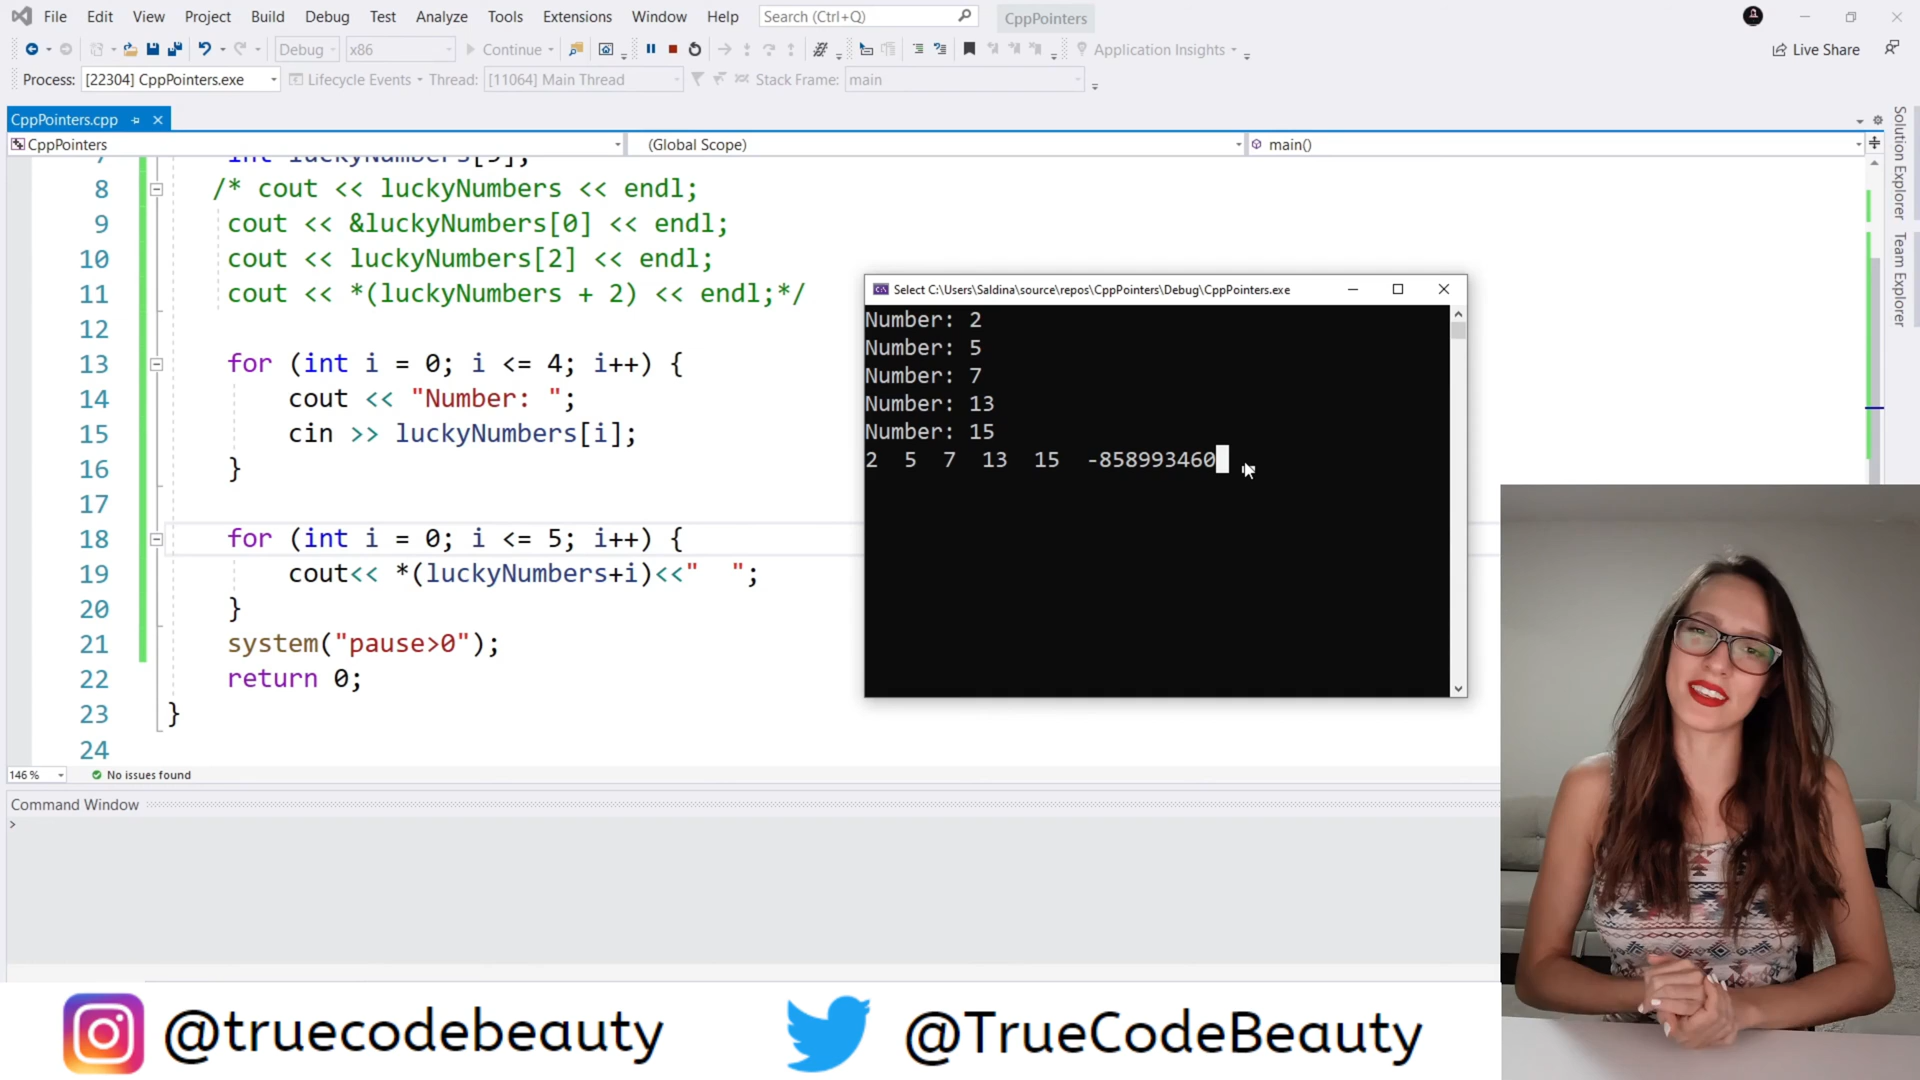 File Edit View Project Build Debug Test Analyze Tools Extensions Window Help Search (Ctrl+Q) CppPointers
Debug x86 Continue Application Insights Live Share
Process: [22304] CppPointers.exe Lifecycle Events Thread: [11064] Main Thread Stack Frame: main
CppPointers.cpp
CppPointers (Global Scope) main()
Solution Explorer
Team Explorer
7 int luckyNumbers[5];
8 /* cout << luckyNumbers << endl;
9 cout << &luckyNumbers[0] << endl;
10 cout << luckyNumbers[2] << endl;
11 cout << *(luckyNumbers + 2) << endl;*/
12
13 for (int i = 0; i <= 4; i++) {
14 cout << "Number: ";
15 cin >> luckyNumbers[i];
16 }
17
18 for (int i = 0; i <= 5; i++) {
19 cout<< *(luckyNumbers+i)<<"  ";
20 }
21 system("pause>0");
22 return 0;
23 }
24
Select C:\Users\Saldina\source\repos\CppPointers\Debug\CppPointers.exe
Number: 2
Number: 5
Number: 7
Number: 13
Number: 15
2 5 7 13 15 -858993460
146 % No issues found
Command Window
>
@truecodebeauty @TrueCodeBeauty